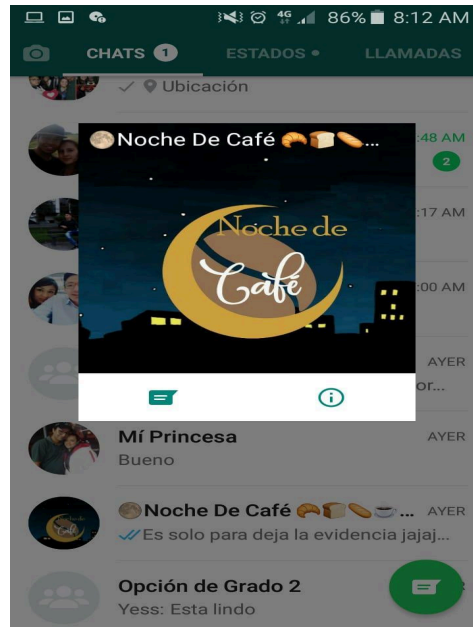 4G 86% 8:12 AM
CHATS 1 ESTADOS LLAMADAS
Ubicación
🌕Noche De Café 🥐🍞🥖...
:48 AM
2
Noche de
Café
:17 AM
:00 AM
AYER
or...
Mí Princesa AYER
Bueno
🌕Noche De Café 🥐🍞🥖☕... AYER
Es solo para deja la evidencia jajaj...
Opción de Grado 2
Yess: Esta lindo